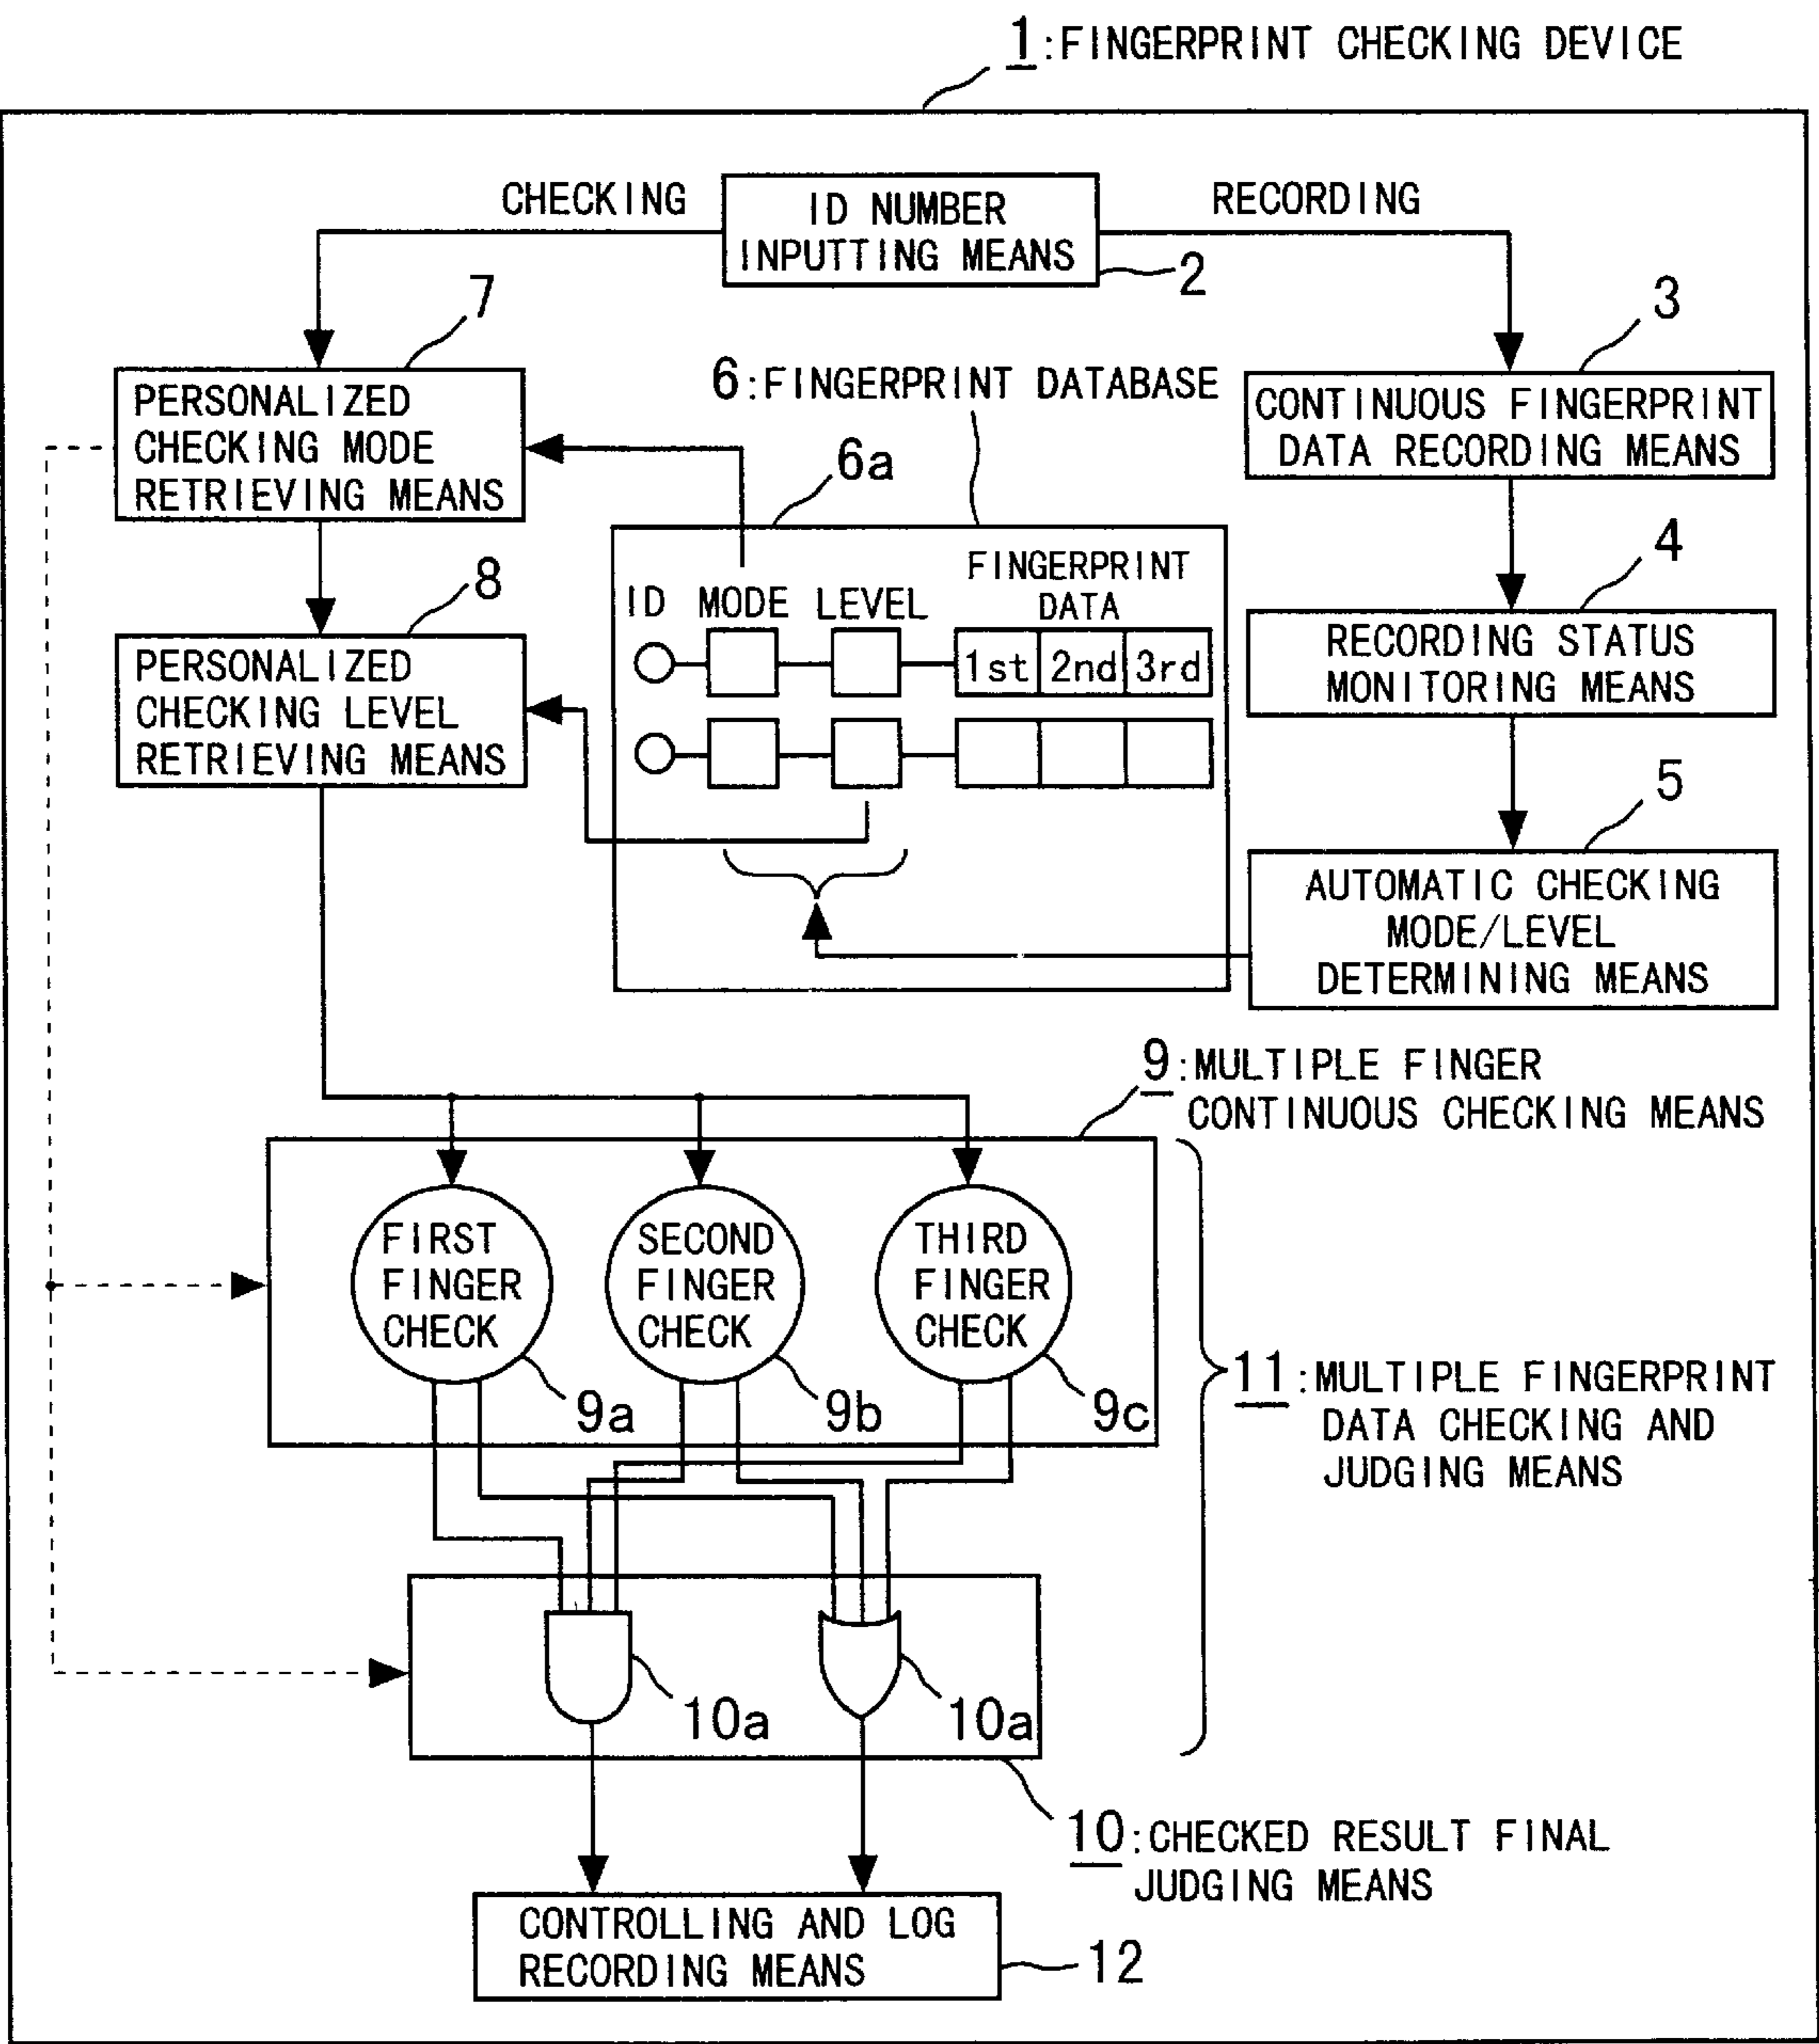 1:FINGERPRINT CHECKING DEVICE
CHECKING
ID NUMBER
INPUTTING MEANS
2
RECORDING
7
3
PERSONALIZED
CHECKING MODE
RETRIEVING MEANS
6:FINGERPRINT DATABASE
6a
CONTINUOUS FINGERPRINT
DATA RECORDING MEANS
8
4
PERSONALIZED
CHECKING LEVEL
RETRIEVING MEANS
ID MODE LEVEL
FINGERPRINT
DATA
1st 2nd 3rd
RECORDING STATUS
MONITORING MEANS
5
AUTOMATIC CHECKING
MODE/LEVEL
DETERMINING MEANS
9:MULTIPLE FINGER
CONTINUOUS CHECKING MEANS
FIRST
FINGER
CHECK
9a
SECOND
FINGER
CHECK
9b
THIRD
FINGER
CHECK
9c
11:MULTIPLE FINGERPRINT
DATA CHECKING AND
JUDGING MEANS
10a
10a
10:CHECKED RESULT FINAL
JUDGING MEANS
CONTROLLING AND LOG
RECORDING MEANS
12